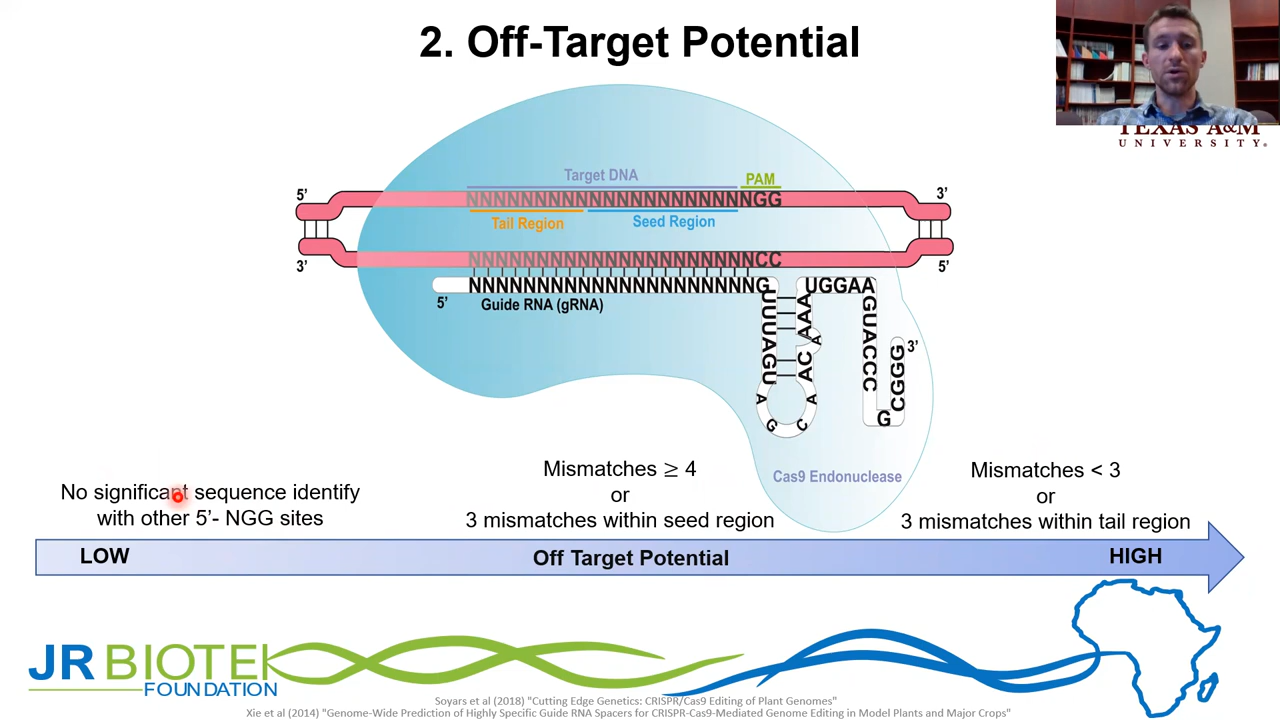 2. Off-Target Potential
TEXAS A&M
UNIVERSITY
Target DNA
PAM
5’
3’
NNNNNNNNNNNNNNNNNNNNNGG
Tail Region
Seed Region
3’
5’
NNNNNNNNNNNNNNNNNNNNNCC
NNNNNNNNNNNNNNNNNNNNNG
UGGAA
5’
Guide RNA (gRNA)
3’
Cas9 Endonuclease
No significant sequence identify
with other 5’- NGG sites
Mismatches ≥ 4
or
3 mismatches within seed region
Mismatches < 3
or
3 mismatches within tail region
LOW
Off Target Potential
HIGH
JR BIOTEK
FOUNDATION
Soyars et al (2018) "Cutting Edge Genetics: CRISPR/Cas9 Editing of Plant Genomes"
Xie et al (2014) "Genome-Wide Prediction of Highly Specific Guide RNA Spacers for CRISPR-Cas9-Mediated Genome Editing in Model Plants and Major Crops"